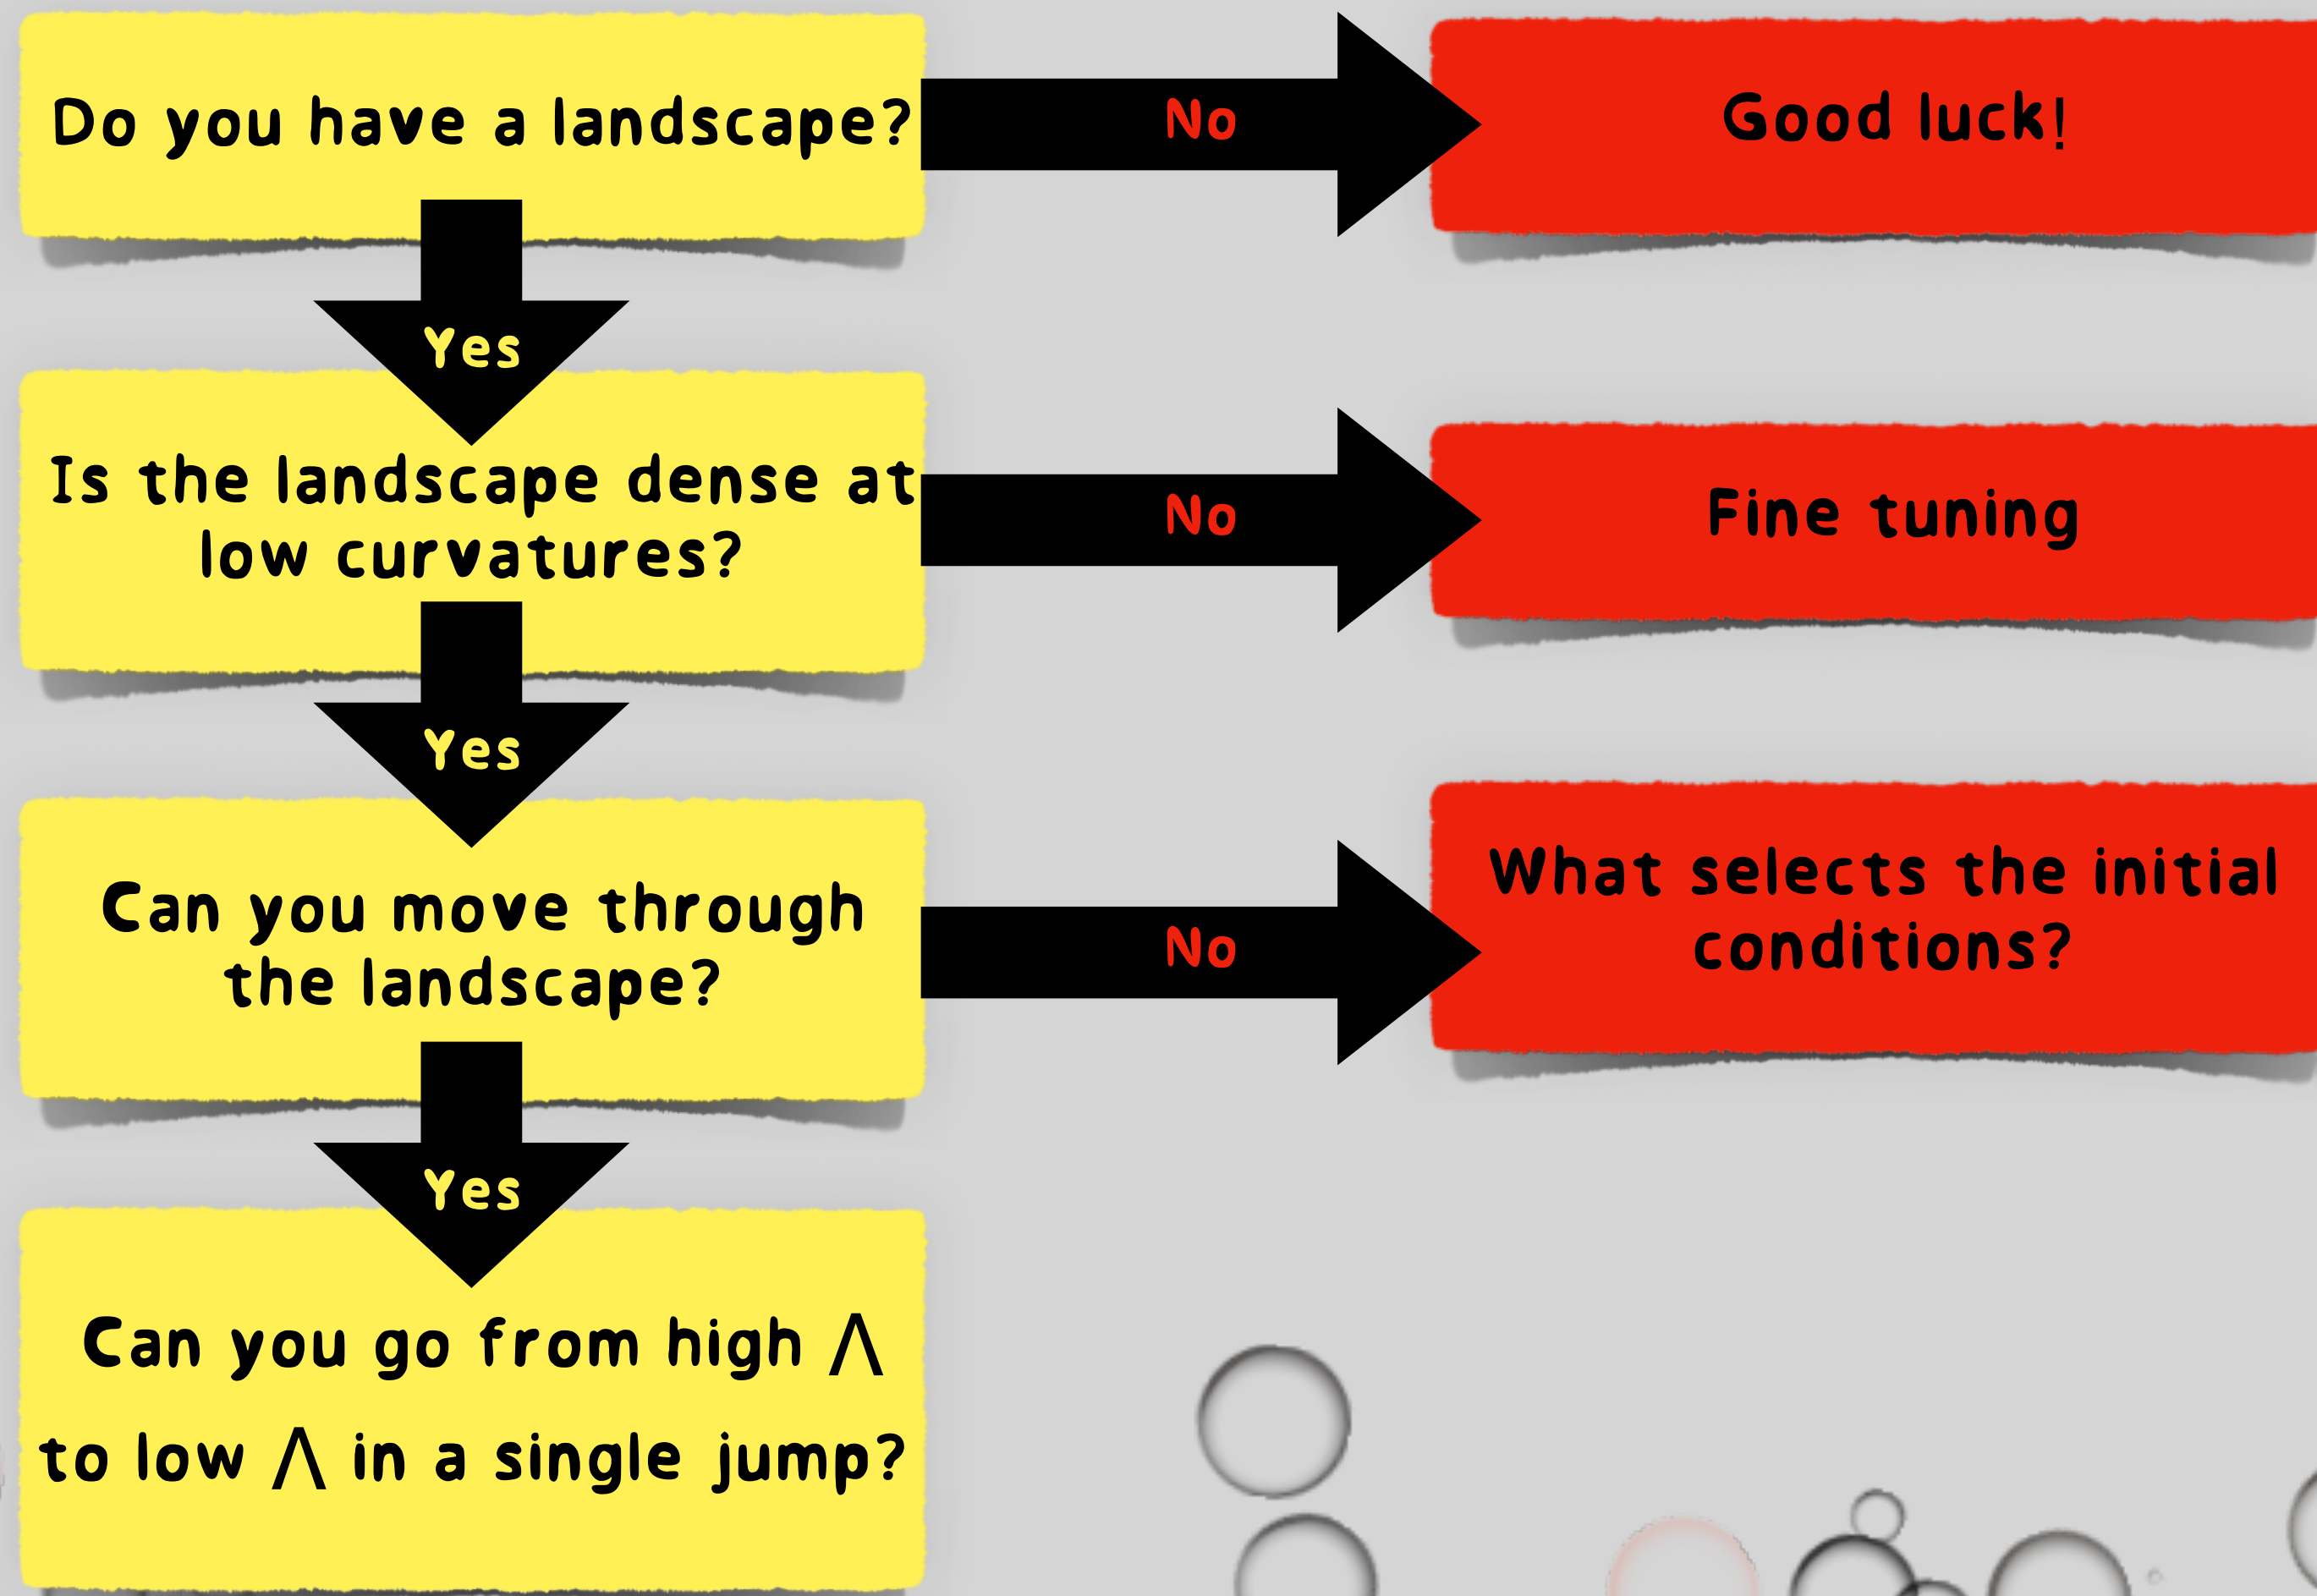 Do you have a landscape?
No
Good luck!
Yes
Is the landscape dense at
low curvatures?
No
Fine tuning
Yes
Can you move through
the landscape?
No
What selects the initial
conditions?
Yes
Can you go from high Λ
to low Λ in a single jump?